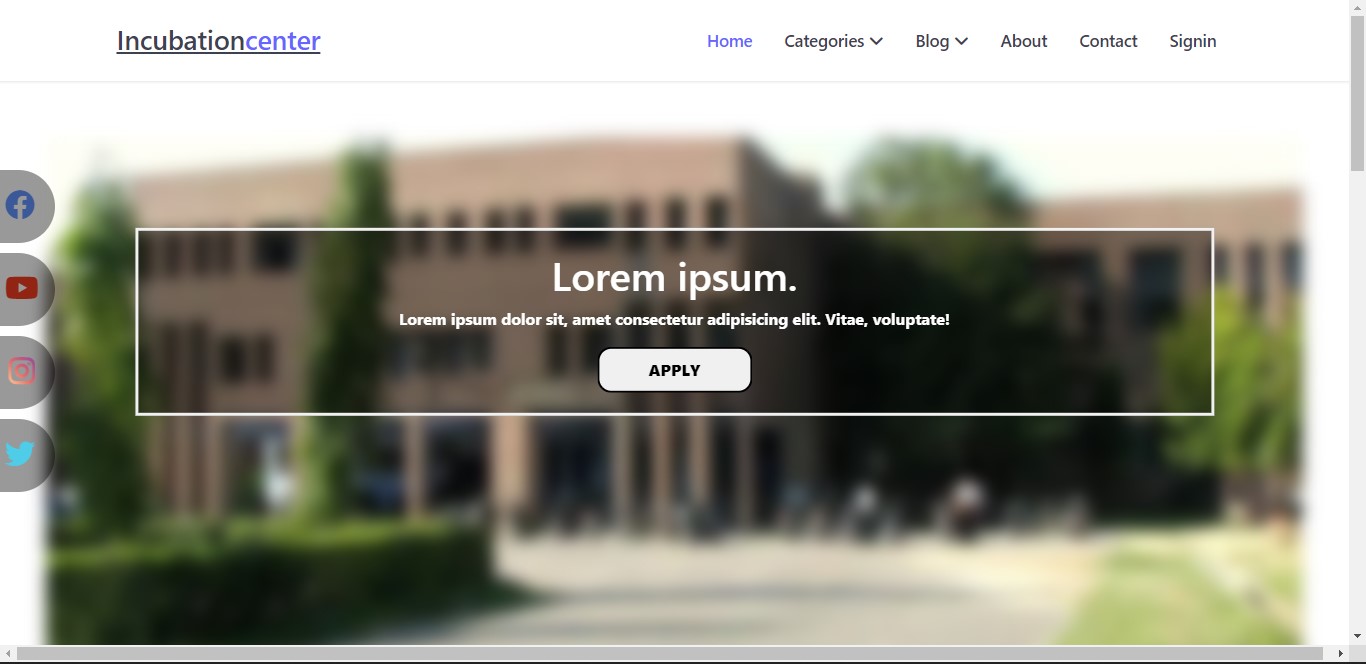 Incubationcenter
Home Categories Blog About Contact Signin
Lorem ipsum.
Lorem ipsum dolor sit, amet consectetur adipisicing elit. Vitae, voluptate!
APPLY